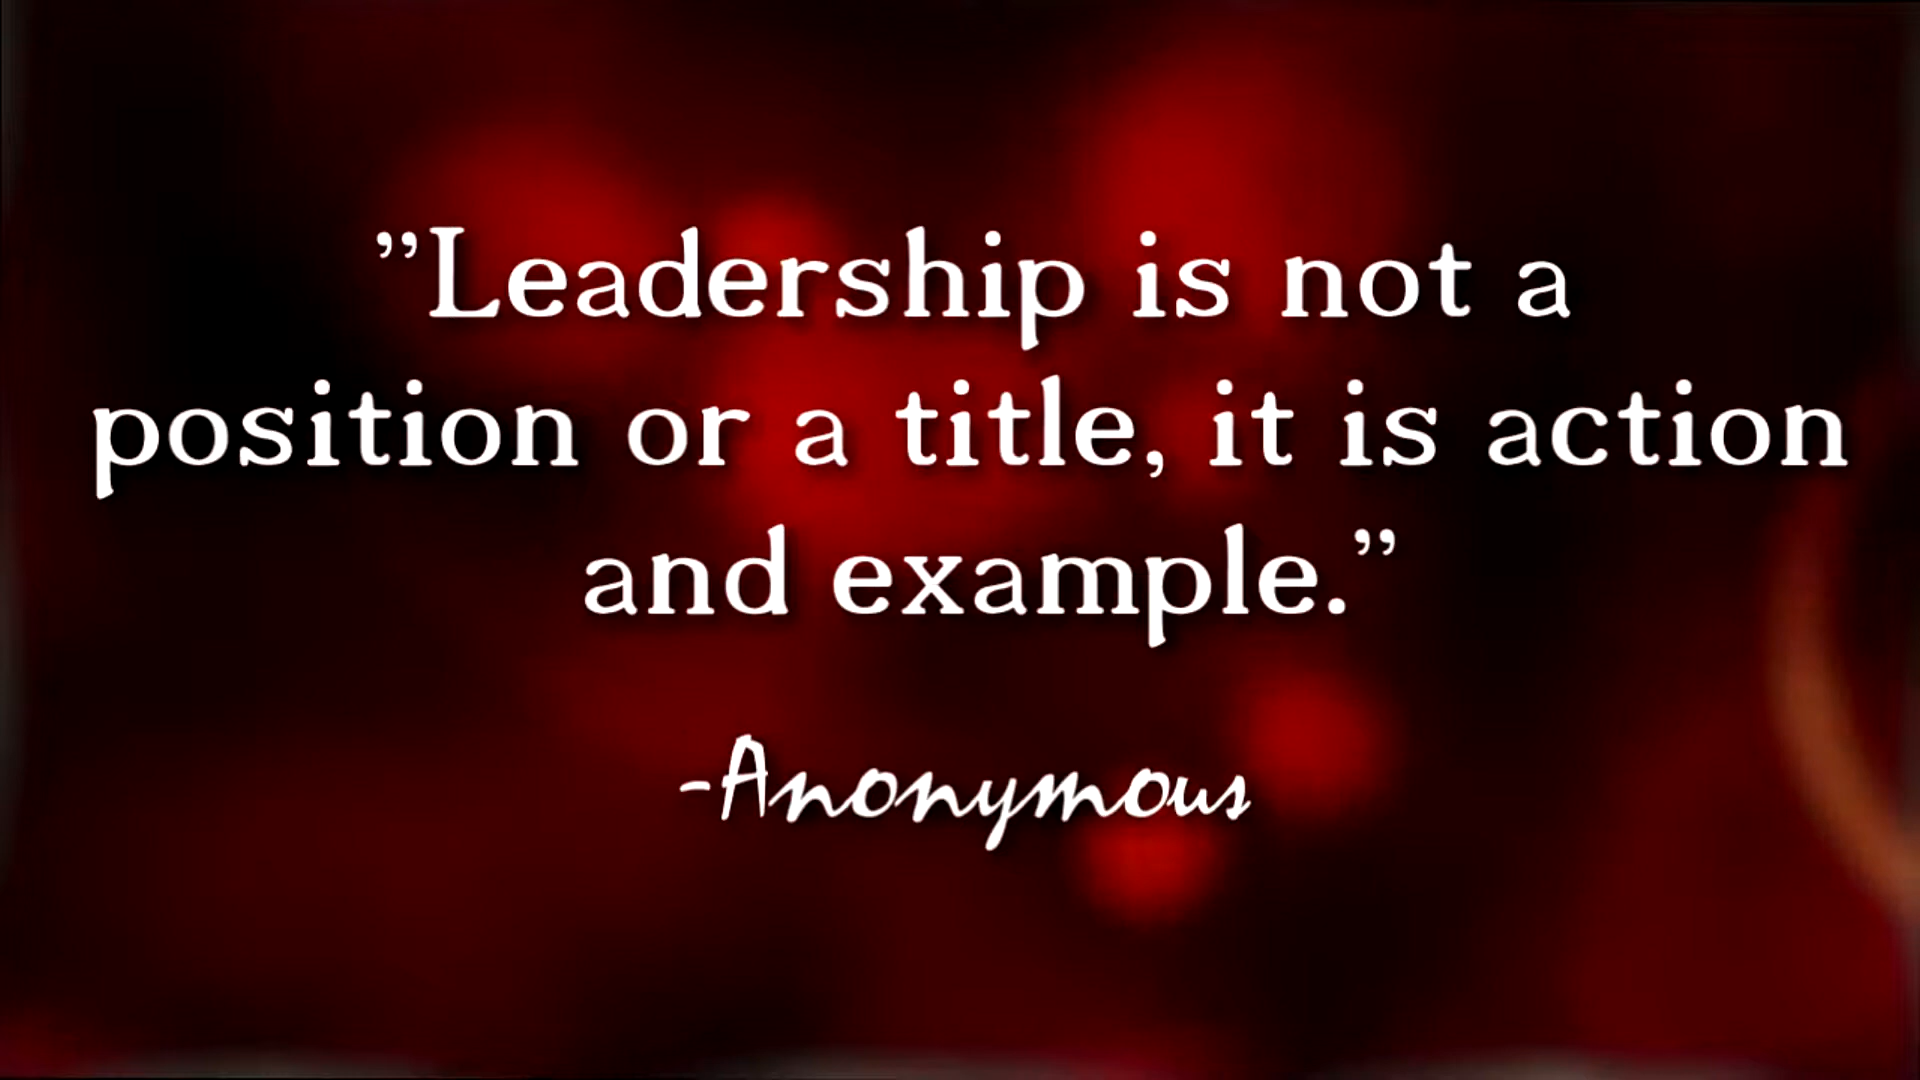 ”Leadership is not a
position or a title, it is action
and example.”
-Anonymous